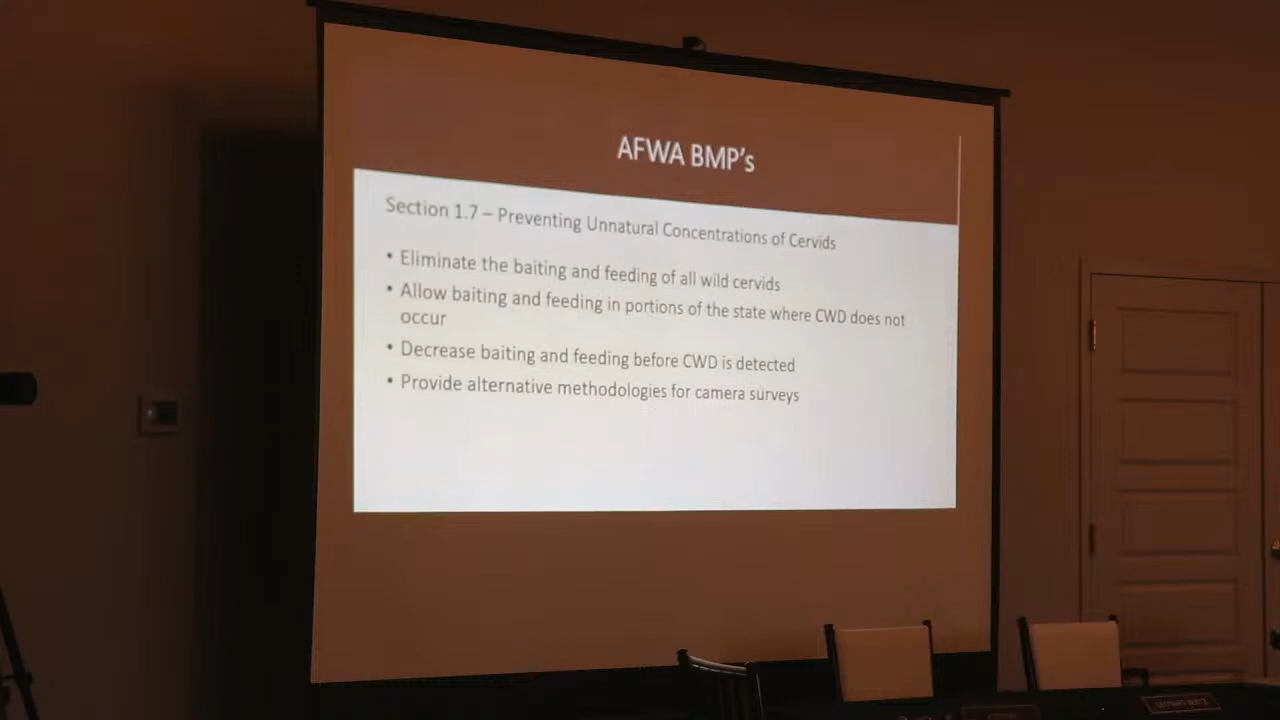 AFWA BMP's
Section 1.7 – Preventing Unnatural Concentrations of Cervids
• Eliminate the baiting and feeding of all wild cervids
• Allow baiting and feeding in portions of the state where CWD does not
occur
• Decrease baiting and feeding before CWD is detected
• Provide alternative methodologies for camera surveys